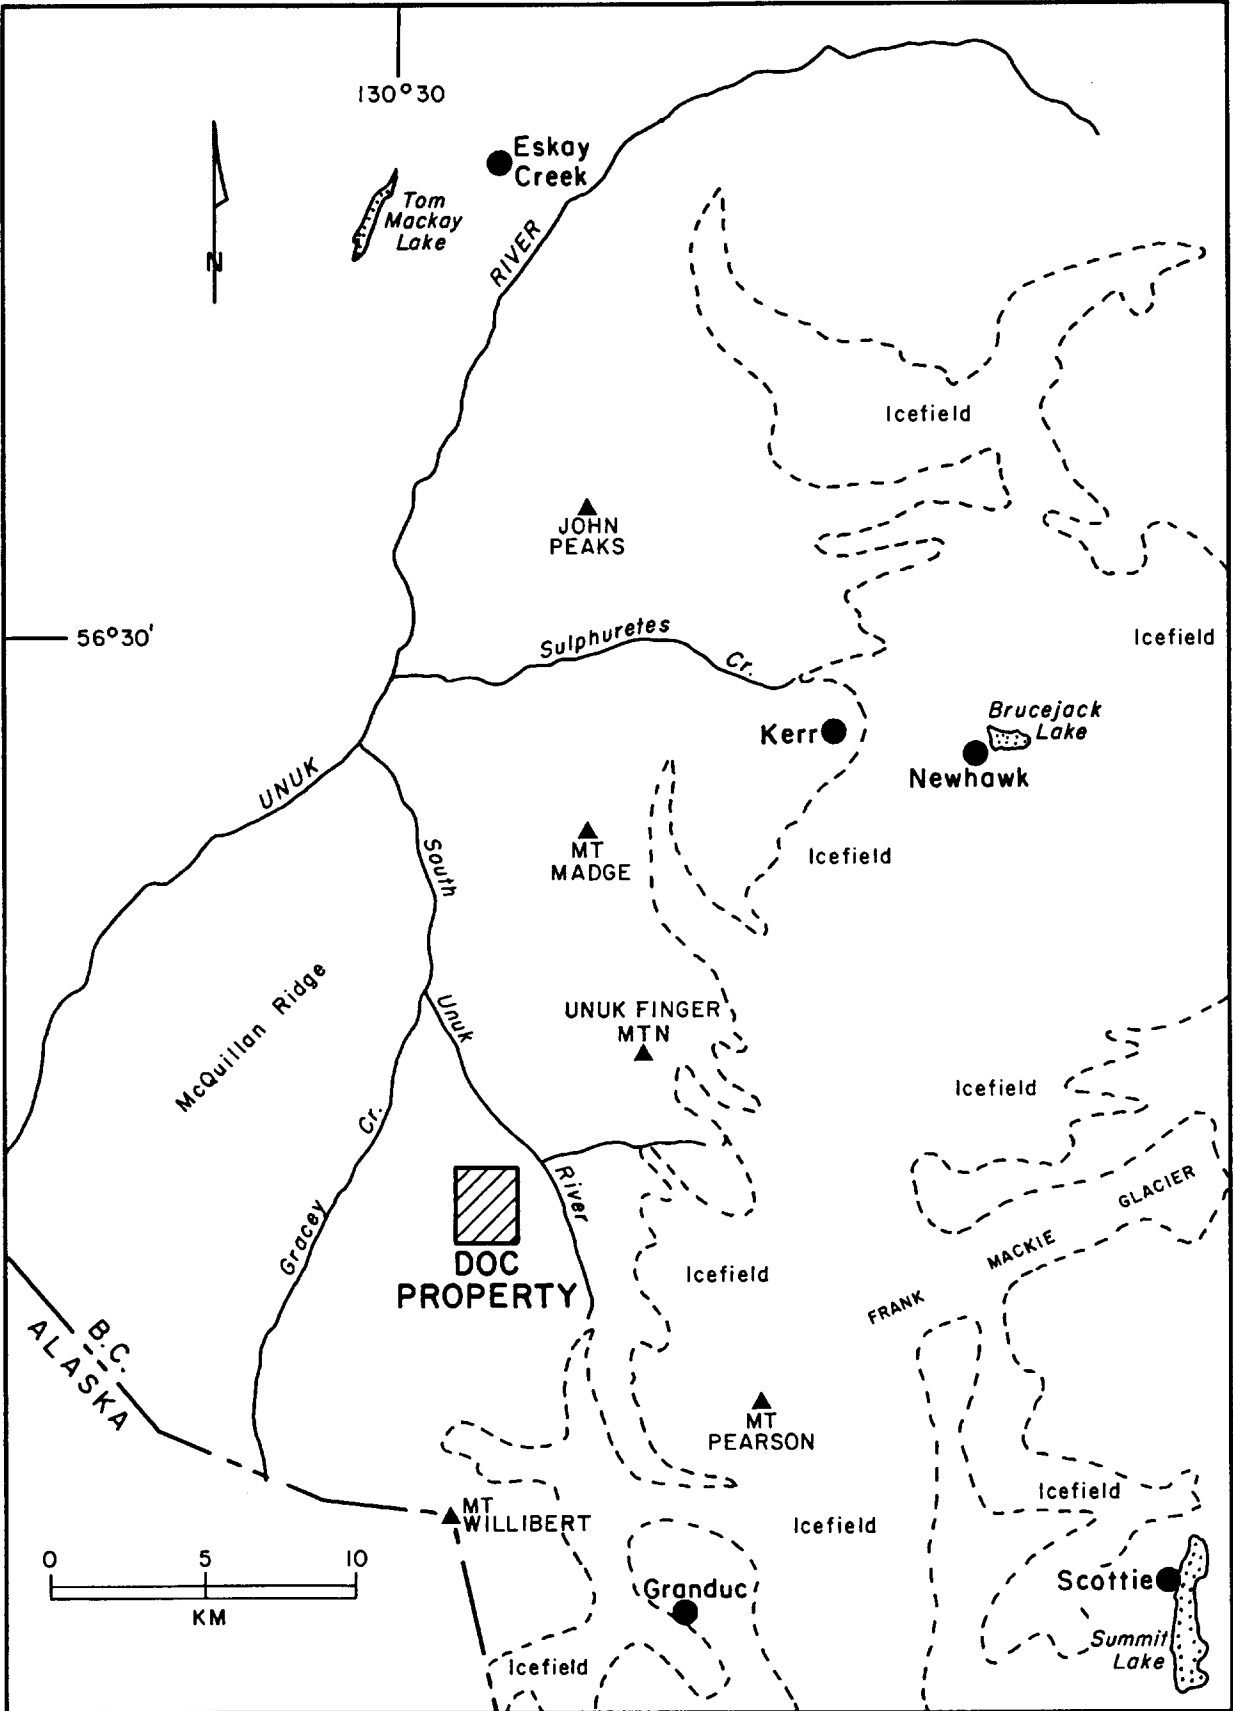 130°30
Eskay
Creek
Tom
Mackay
Lake
N
RIVER
Icefield
JOHN
PEAKS
56°30'
Sulphuretes Cr.
Icefield
Brucejack
Lake
Kerr
Newhawk
UNUK
MT
MADGE
Icefield
South
McQuillan Ridge
Unuk
UNUK FINGER
MTN
Icefield
Cr.
River
Gracey
GLACIER
MACKIE
FRANK
DOC
PROPERTY
Icefield
B.C.
ALASKA
MT
PEARSON
Icefield
MT
WILLIBERT
Icefield
0 5 10
KM
Granduc
Scottie
Summit
Lake
Icefield